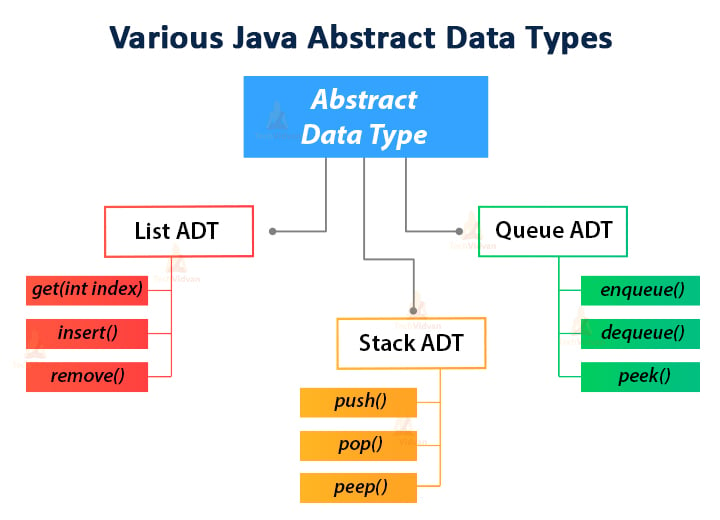 Various Java Abstract Data Types
Abstract
Data Type
List ADT
get(int index)
insert()
remove()
Stack ADT
push()
pop()
peep()
Queue ADT
enqueue()
dequeue()
peek()